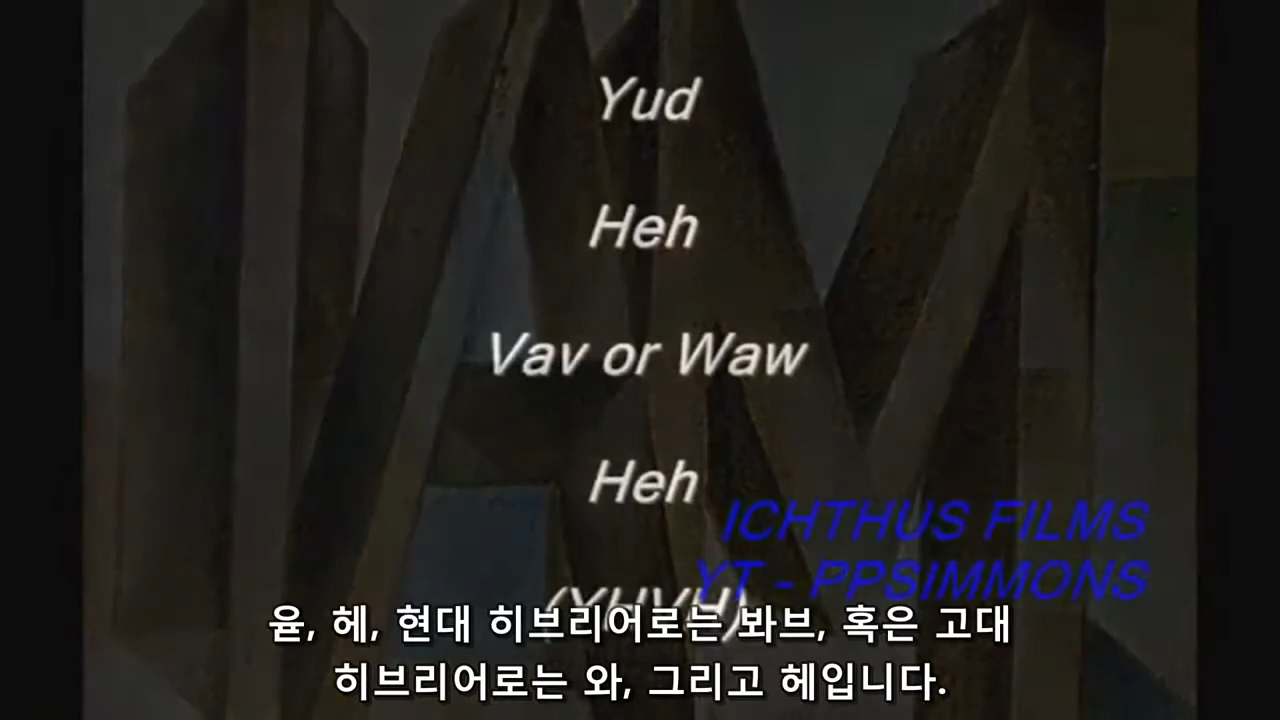 Yud
Heh
Vav or Waw
Heh
ICHTHUS FILMS
YT - PPSIMMONS
(YHVH)
율, 헤, 현대 히브리어로는 봐브, 혹은 고대
히브리어로는 와, 그리고 헤입니다.